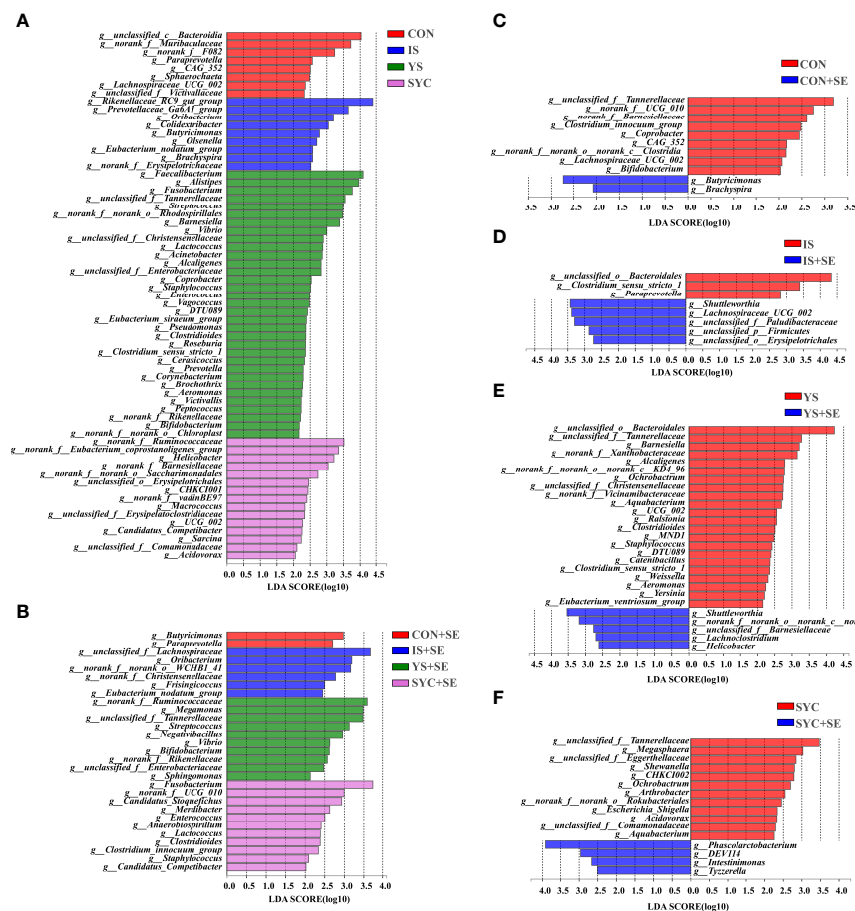 A
g__unclassified_c__Bacteroidia
g__norank_f__Muribaculaceae
g__norank_f__F082
g__Paraprevotella
g__CAG_352
g__Sphaerochaeta
g__Lachnospiraceae_UCG_002
g__unclassified_f__Victivallaceae
g__Rikenellaceae_RC9_gut_group
g__Prevotellaceae_Ga6A1_group
g__Oribacterium
g__Colidextribacter
g__Butyricimonas
g__Olsenella
g__Eubacterium_nodatum_group
g__Brachyspira
g__norank_f__Erysipelotrichaceae
g__Faecalibacterium
g__Alistipes
g__Fusobacterium
g__unclassified_f__Tannerellaceae
g__Streptococcus
g__norank_f__norank_o__Rhodospirillales
g__Barnesiella
g__Vibrio
g__unclassified_f__Christensenellaceae
g__Lactococcus
g__Acinetobacter
g__Alcaligenes
g__unclassified_f__Enterobacteriaceae
g__Coprobacter
g__Staphylococcus
g__Enterococcus
g__Vagococcus
g__DTU089
g__Eubacterium_siraeum_group
g__Pseudomonas
g__Clostridioides
g__Roseburia
g__Clostridium_sensu_stricto_1
g__Cerasicoccus
g__Prevotella
g__Corynebacterium
g__Brochothrix
g__Aeromonas
g__Victivallis
g__Peptococcus
g__norank_f__Rikenellaceae
g__Bifidobacterium
g__norank_f__norank_o__Chloroplast
g__norank_f__Ruminococcaceae
g__norank_f__Eubacterium_coprostanoligenes_group
g__Helicobacter
g__norank_f__Barnesiellaceae
g__norank_f__norank_o__Saccharimonadales
g__unclassified_o__Erysipelotrichales
g__CHKCI001
g__norank_f__vadinBE97
g__Macrococcus
g__unclassified_f__Erysipelatoclostridiaceae
g__UCG_002
g__Candidatus_Competibacter
g__Sarcina
g__unclassified_f__Comamonadaceae
g__Acidovorax
CON
IS
YS
SYC
0.0 0.5 1.0 1.5 2.0 2.5 3.0 3.5 4.0 4.5
LDA SCORE(log10)
B
g__Butyricimonas
g__Paraprevotella
g__unclassified_f__Lachnospiraceae
g__Oribacterium
g__norank_f__norank_o__WCHB1_41
g__norank_f__Christensenellaceae
g__Frisingicoccus
g__Eubacterium_nodatum_group
g__norank_f__Ruminococcaceae
g__Megamonas
g__unclassified_f__Tannerellaceae
g__Streptococcus
g__Negativibacillus
g__Vibrio
g__Bifidobacterium
g__norank_f__Rikenellaceae
g__unclassified_f__Enterobacteriaceae
g__Sphingomonas
g__Fusobacterium
g__norank_f__UCG_010
g__Candidatus_Stoquefichus
g__Merdibacter
g__Enterococcus
g__Anaerobiospirillum
g__Lactococcus
g__Clostridioides
g__Clostridium_innocuum_group
g__Staphylococcus
g__Candidatus_Competibacter
CON+SE
IS+SE
YS+SE
SYC+SE
0.0 0.5 1.0 1.5 2.0 2.5 3.0 3.5 4.0
LDA SCORE(log10)
C
CON
CON+SE
g__unclassified_f__Tannerellaceae
g__norank_f__UCG_010
g__norank_f__Barnesiellaceae
g__Clostridium_innocuum_group
g__Coprobacter
g__CAG_352
g__norank_f__norank_o__norank_c__Clostridia
g__Lachnospiraceae_UCG_002
g__Bifidobacterium
g__Butyricimonas
g__Brachyspira
3.5 3.0 2.5 2.0 1.5 1.0 0.5 0.0 0.5 1.0 1.5 2.0 2.5 3.0 3.5
LDA SCORE(log10)
D
IS
IS+SE
g__unclassified_o__Bacteroidales
g__Clostridium_sensu_stricto_1
g__Paraprevotella
g__Shuttleworthia
g__Lachnospiraceae_UCG_002
g__unclassified_f__Paludibacteraceae
g__unclassified_p__Firmicutes
g__unclassified_o__Erysipelotrichales
4.5 4.0 3.5 3.0 2.5 2.0 1.5 1.0 0.5 0.0 0.5 1.0 1.5 2.0 2.5 3.0 3.5 4.0 4.5
LDA SCORE(log10)
E
YS
YS+SE
g__unclassified_o__Bacteroidales
g__unclassified_f__Tannerellaceae
g__Barnesiella
g__norank_f__Xanthobacteraceae
g__Alcaligenes
g__norank_f__norank_o__norank_c__KD4_96
g__Ochrobactrum
g__unclassified_f__Christensenellaceae
g__norank_f__Vicinamibacteraceae
g__Aquabacterium
g__UCG_002
g__Ralstonia
g__Clostridioides
g__MND1
g__Staphylococcus
g__DTU089
g__Catenibacillus
g__Clostridium_sensu_stricto_1
g__Weissella
g__Aeromonas
g__Yersinia
g__Eubacterium_ventriosum_group
g__Shuttleworthia
g__norank_f__norank_o__norank_c__nor
g__unclassified_f__Barnesiellaceae
g__Lachnoclostridium
g__Helicobacter
4.5 4.0 3.5 3.0 2.5 2.0 1.5 1.0 0.5 0.0 0.5 1.0 1.5 2.0 2.5 3.0 3.5 4.0 4.5
LDA SCORE(log10)
F
SYC
SYC+SE
g__unclassified_f__Tannerellaceae
g__Megasphaera
g__unclassified_f__Eggerthellaceae
g__Shewanella
g__CHKCI002
g__Ochrobactrum
g__Arthrobacter
g__norank_f__norank_o__Rokubacteriales
g__Escherichia_Shigella
g__Acidovorax
g__unclassified_f__Comamonadaceae
g__Aquabacterium
g__Phascolarctobacterium
g__DEV114
g__Intestinimonas
g__Tyzzerella
4.0 3.5 3.0 2.5 2.0 1.5 1.0 0.5 0.0 0.5 1.0 1.5 2.0 2.5 3.0 3.5 4.0
LDA SCORE(log10)